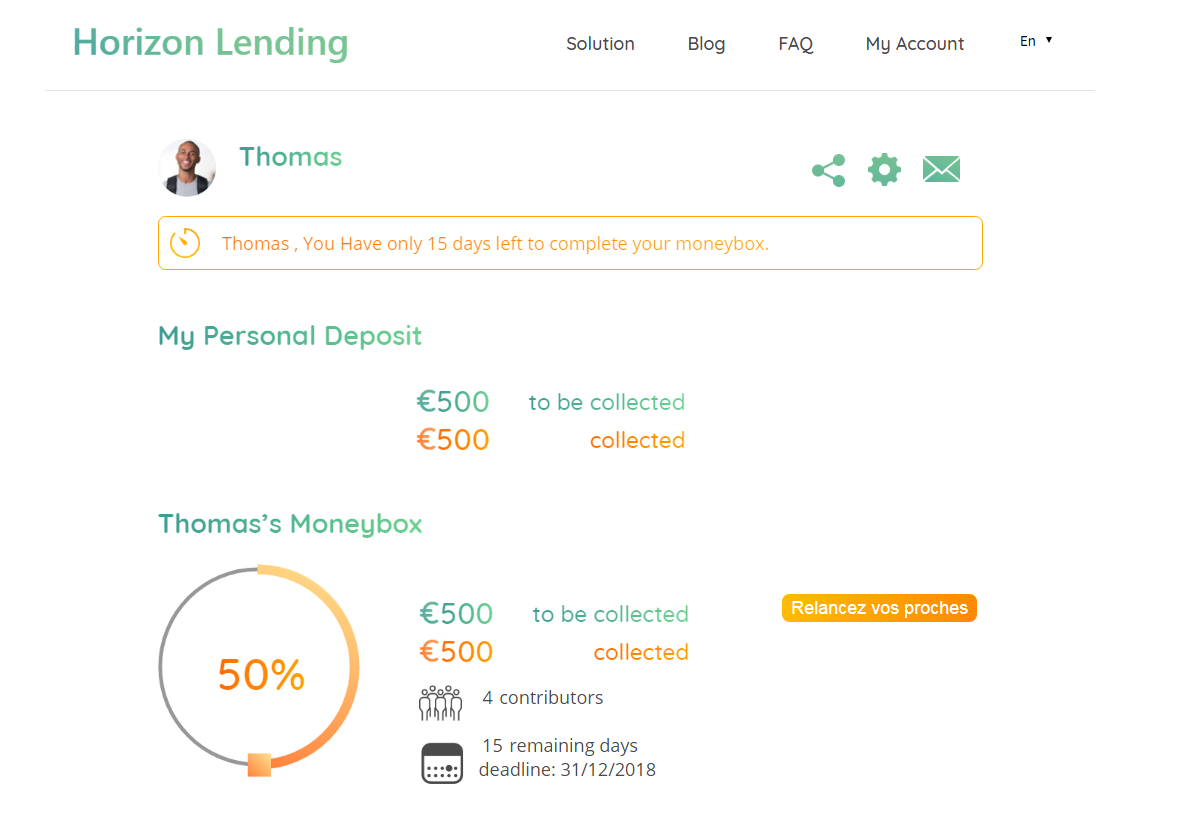 Horizon Lending
Solution Blog FAQ My Account En
Thomas
Thomas , You Have only 15 days left to complete your moneybox.
My Personal Deposit
€500 to be collected
€500 collected
Thomas’s Moneybox
50%
€500 to be collected
€500 collected
Relancez vos proches
4 contributors
15 remaining days
deadline: 31/12/2018